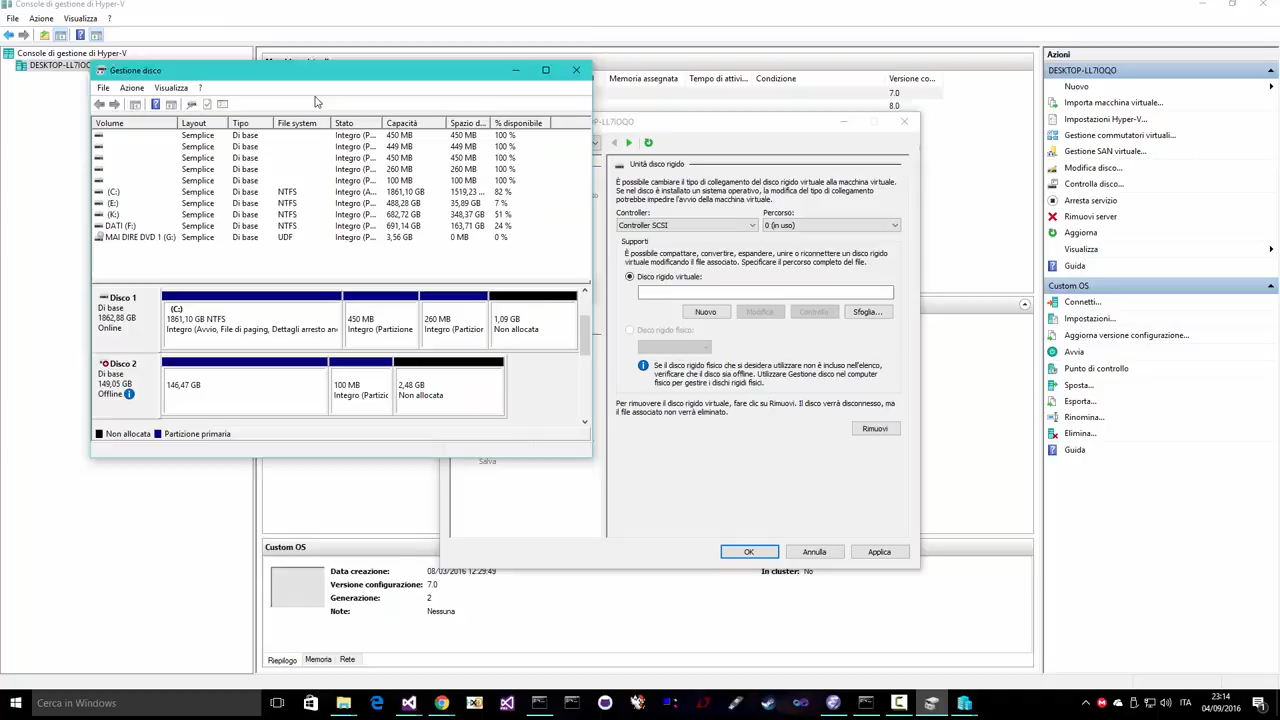 Console di gestione di Hyper-V
File Azione Visualizza ?
Console di gestione di Hyper-V
DESKTOP-LL7IOQO
Gestione disco
File Azione Visualizza ?
Volume Layout Tipo File system Stato Capacità Spazio d... % disponibile
Semplice Di base Integro (P... 450 MB 450 MB 100 %
Semplice Di base Integro (P... 449 MB 449 MB 100 %
Semplice Di base Integro (P... 450 MB 450 MB 100 %
Semplice Di base Integro (P... 260 MB 260 MB 100 %
Semplice Di base Integro (P... 100 MB 100 MB 100 %
(C:) Semplice Di base NTFS Integro (A... 1861,10 GB 1519,23 ... 82 %
(E:) Semplice Di base NTFS Integro (P... 488,28 GB 35,89 GB 7 %
(K:) Semplice Di base NTFS Integro (P... 682,72 GB 348,37 GB 51 %
DATI (F:) Semplice Di base NTFS Integro (P... 691,14 GB 163,71 GB 24 %
MAI DIRE DVD 1 (G:) Semplice Di base UDF Integro (P... 3,56 GB 0 MB 0 %
Disco 1
Di base
1862,88 GB
Online
(C:)
1861,10 GB NTFS
Integro (Avvio, File di paging, Dettagli arresto an
450 MB
Integro (Partizione
260 MB
Integro (Partizior
1,09 GB
Non allocata
Disco 2
Di base
149,05 GB
Offline
146,47 GB
100 MB
Integro (Partizic
2,48 GB
Non allocata
Non allocata Partizione primaria
Memoria assegnata Tempo di attivi... Condizione Versione co...
7.0
8.0
P-LL7IOQO
Unità disco rigido
È possibile cambiare il tipo di collegamento del disco rigido virtuale alla macchina virtuale.
Se nel disco è installato un sistema operativo, la modifica del tipo di collegamento
potrebbe impedire l'avvio della macchina virtuale.
Controller: Percorso:
Controller SCSI 0 (in uso)
Supporti
È possibile compattare, convertire, espandere, unire o riconnettere un disco rigido
virtuale modificando il file associato. Specificare il percorso completo del file.
Disco rigido virtuale:
Nuovo Modifica Controlla Sfoglia...
Disco rigido fisico:
Se il disco rigido fisico che si desidera utilizzare non è incluso nell'elenco,
verificare che il disco sia offline. Utilizzare Gestione disco nel computer
fisico per gestire i dischi rigidi fisici.
Per rimuovere il disco rigido virtuale, fare clic su Rimuovi. Il disco verrà disconnesso, ma
il file associato non verrà eliminato.
Rimuovi
Salva
OK Annulla Applica
Custom OS
Data creazione: 08/03/2016 12:29:49 In cluster: No
Versione configurazione: 7.0
Generazione: 2
Note: Nessuna
Riepilogo Memoria Rete
Azioni
DESKTOP-LL7IOQO
Nuovo
Importa macchina virtuale...
Impostazioni Hyper-V...
Gestione commutatori virtuali...
Gestione SAN virtuale...
Modifica disco...
Controlla disco...
Arresta servizio
Rimuovi server
Aggiorna
Visualizza
Guida
Custom OS
Connetti...
Impostazioni...
Aggiorna versione configurazione...
Avvia
Punto di controllo
Sposta...
Esporta...
Rinomina...
Elimina...
Guida
Cerca in Windows
ITA
23:14
04/09/2016